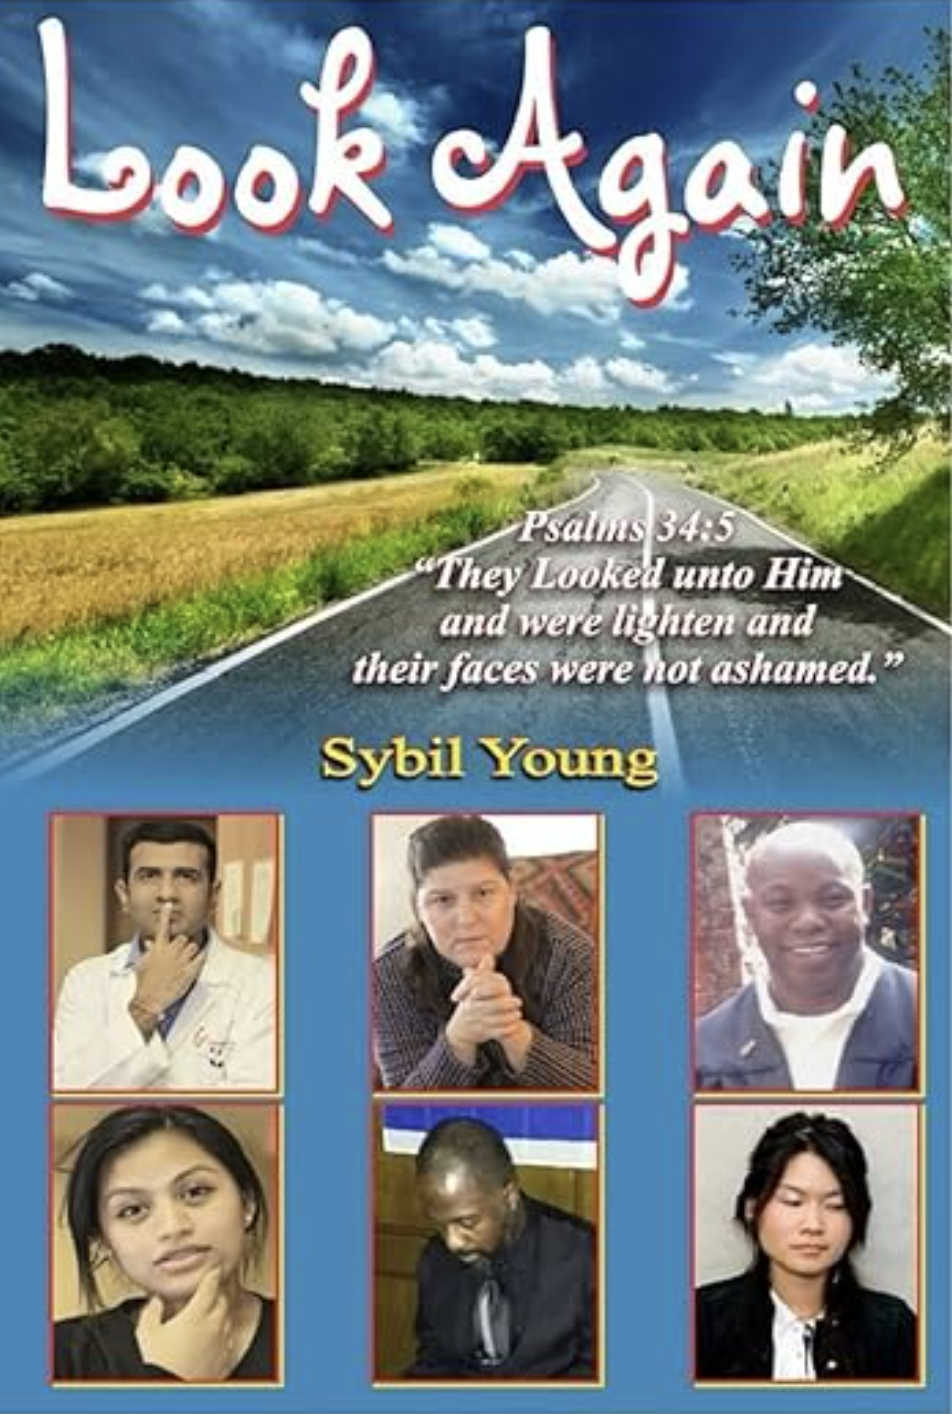 Look Again
Psalms 34:5
“They Looked unto Him
and were lighten and
their faces were not ashamed.”
Sybil Young